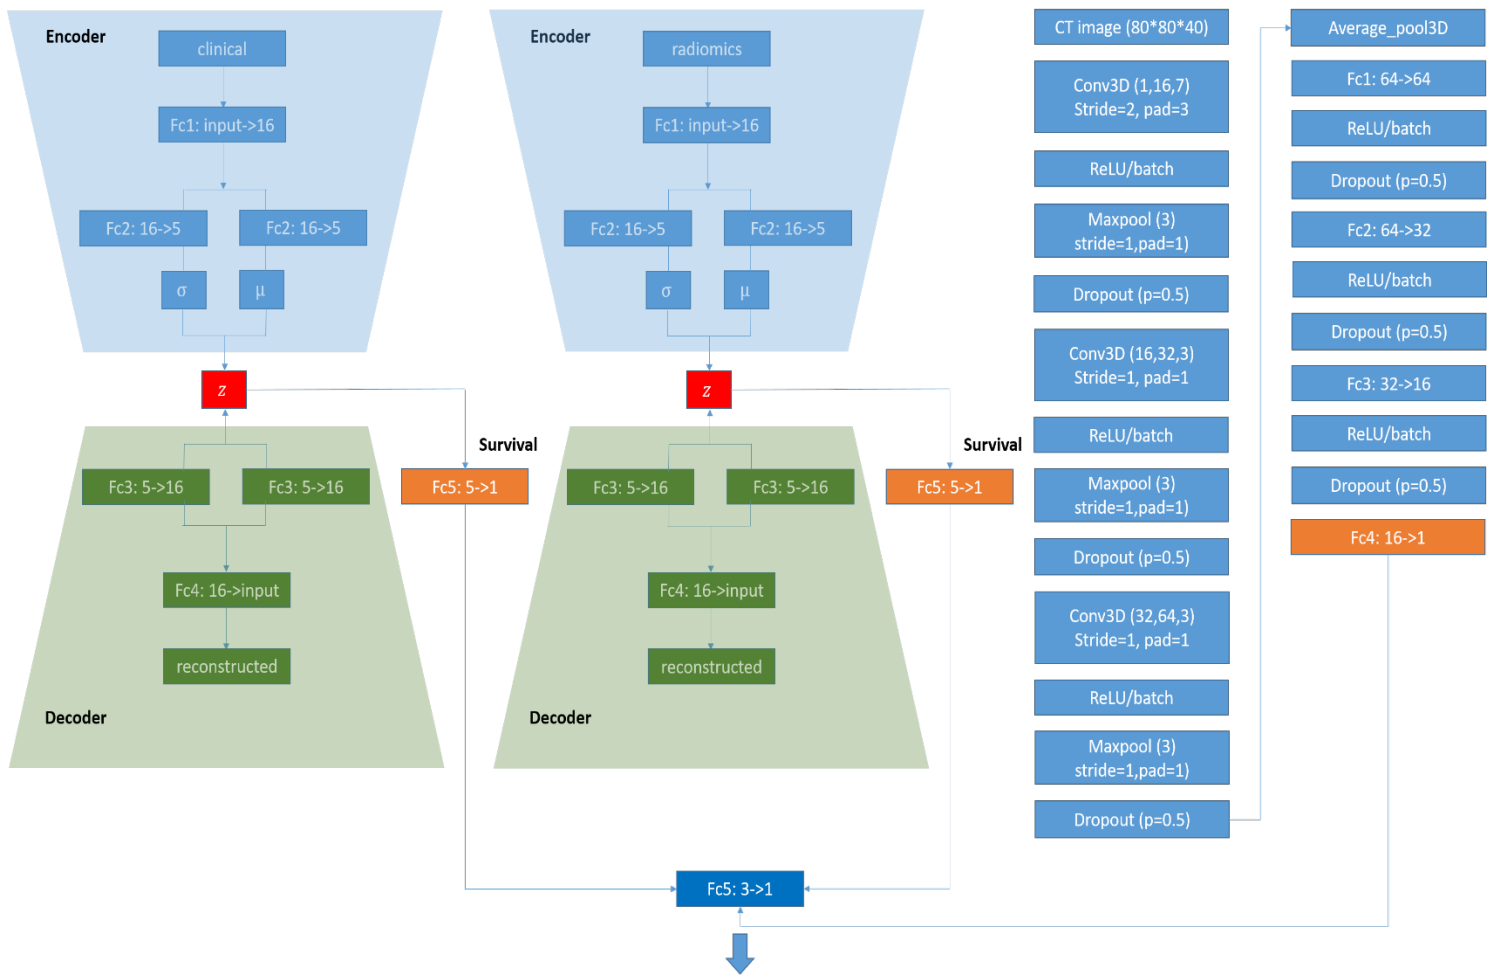 Encoder
clinical
Fc1: input->16
Fc2: 16->5
Fc2: 16->5
σ
μ
z
Survival
Fc3: 5->16
Fc3: 5->16
Fc5: 5->1
Fc4: 16->input
reconstructed
Decoder
Encoder
radiomics
Fc1: input->16
Fc2: 16->5
Fc2: 16->5
σ
μ
z
Survival
Fc3: 5->16
Fc3: 5->16
Fc5: 5->1
Fc4: 16->input
reconstructed
Decoder
CT image (80*80*40)
Conv3D (1,16,7)
Stride=2, pad=3
ReLU/batch
Maxpool (3)
stride=1,pad=1)
Dropout (p=0.5)
Conv3D (16,32,3)
Stride=1, pad=1
ReLU/batch
Maxpool (3)
stride=1,pad=1)
Dropout (p=0.5)
Conv3D (32,64,3)
Stride=1, pad=1
ReLU/batch
Maxpool (3)
stride=1,pad=1)
Dropout (p=0.5)
Average_pool3D
Fc1: 64->64
ReLU/batch
Dropout (p=0.5)
Fc2: 64->32
ReLU/batch
Dropout (p=0.5)
Fc3: 32->16
ReLU/batch
Dropout (p=0.5)
Fc4: 16->1
Fc5: 3->1